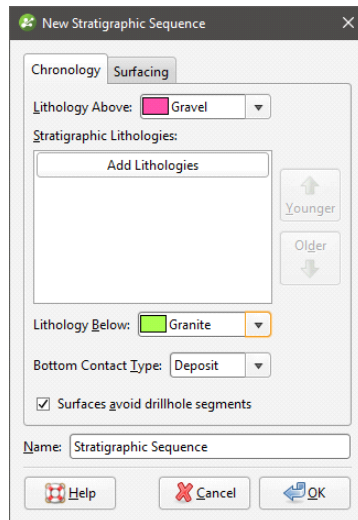 New Stratigraphic Sequence
Chronology Surfacing
Lithology Above: Gravel
Stratigraphic Lithologies:
Add Lithologies
Younger
Older
Lithology Below: Granite
Bottom Contact Type: Deposit
Surfaces avoid drillhole segments
Name: Stratigraphic Sequence
Help Cancel OK